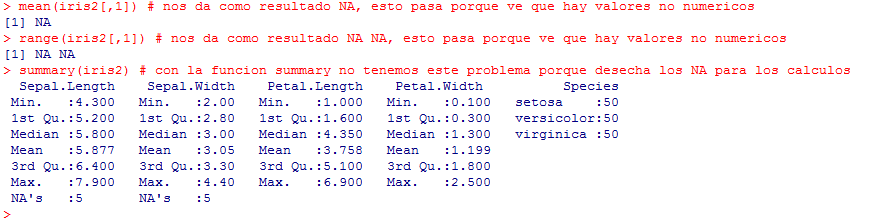 > mean(iris2[,1]) # nos da como resultado NA, esto pasa porque ve que hay valores no numericos
[1] NA
> range(iris2[,1]) # nos da como resultado NA NA, esto pasa porque ve que hay valores no numericos
[1] NA NA
> summary(iris2) # con la funcion summary no tenemos este problema porque desecha los NA para los calculos
  Sepal.Length    Sepal.Width    Petal.Length    Petal.Width          Species
 Min.   :4.300   Min.   :2.00   Min.   :1.000   Min.   :0.100   setosa    :50
 1st Qu.:5.200   1st Qu.:2.80   1st Qu.:1.600   1st Qu.:0.300   versicolor:50
 Median :5.800   Median :3.00   Median :4.350   Median :1.300   virginica :50
 Mean   :5.877   Mean   :3.05   Mean   :3.758   Mean   :1.199
 3rd Qu.:6.400   3rd Qu.:3.30   3rd Qu.:5.100   3rd Qu.:1.800
 Max.   :7.900   Max.   :4.40   Max.   :6.900   Max.   :2.500
 NA's   :5       NA's   :5
>